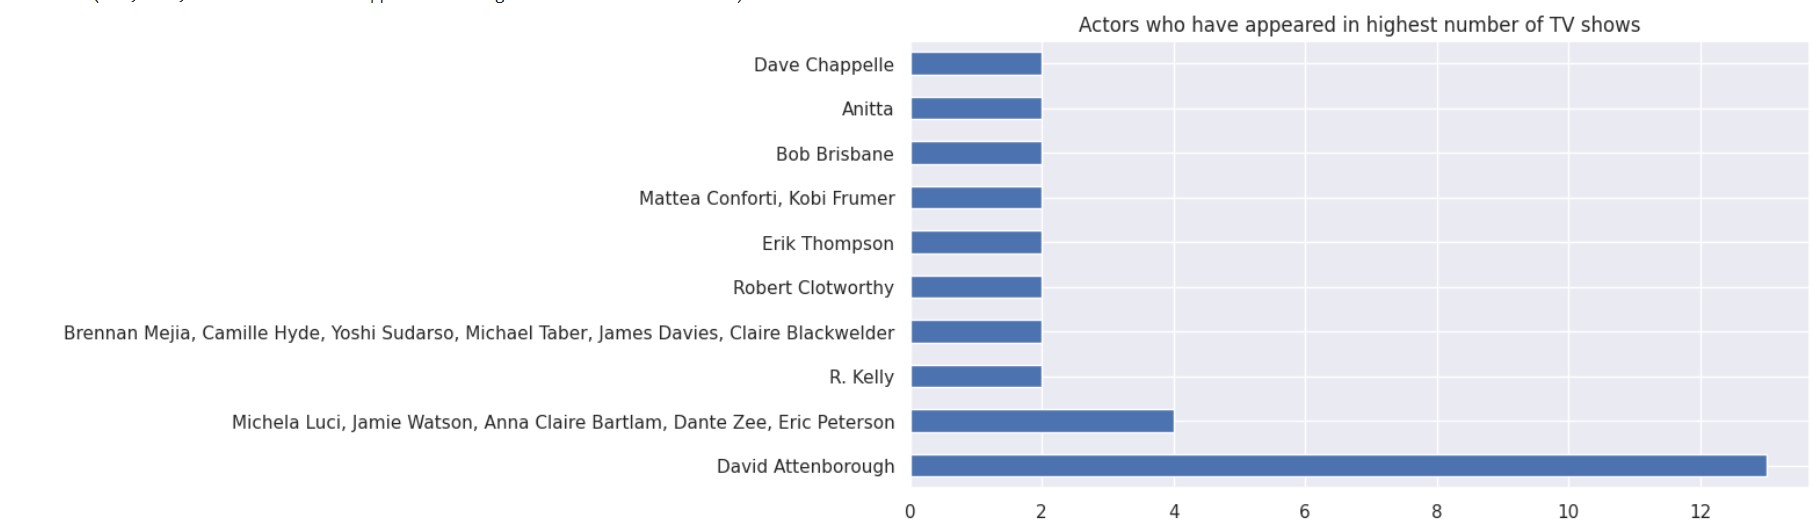 Actors who have appeared in highest number of TV shows
Dave Chappelle
Anitta
Bob Brisbane
Mattea Conforti, Kobi Frumer
Erik Thompson
Robert Clotworthy
Brennan Mejia, Camille Hyde, Yoshi Sudarso, Michael Taber, James Davies, Claire Blackwelder
R. Kelly
Michela Luci, Jamie Watson, Anna Claire Bartlam, Dante Zee, Eric Peterson
David Attenborough
0 2 4 6 8 10 12